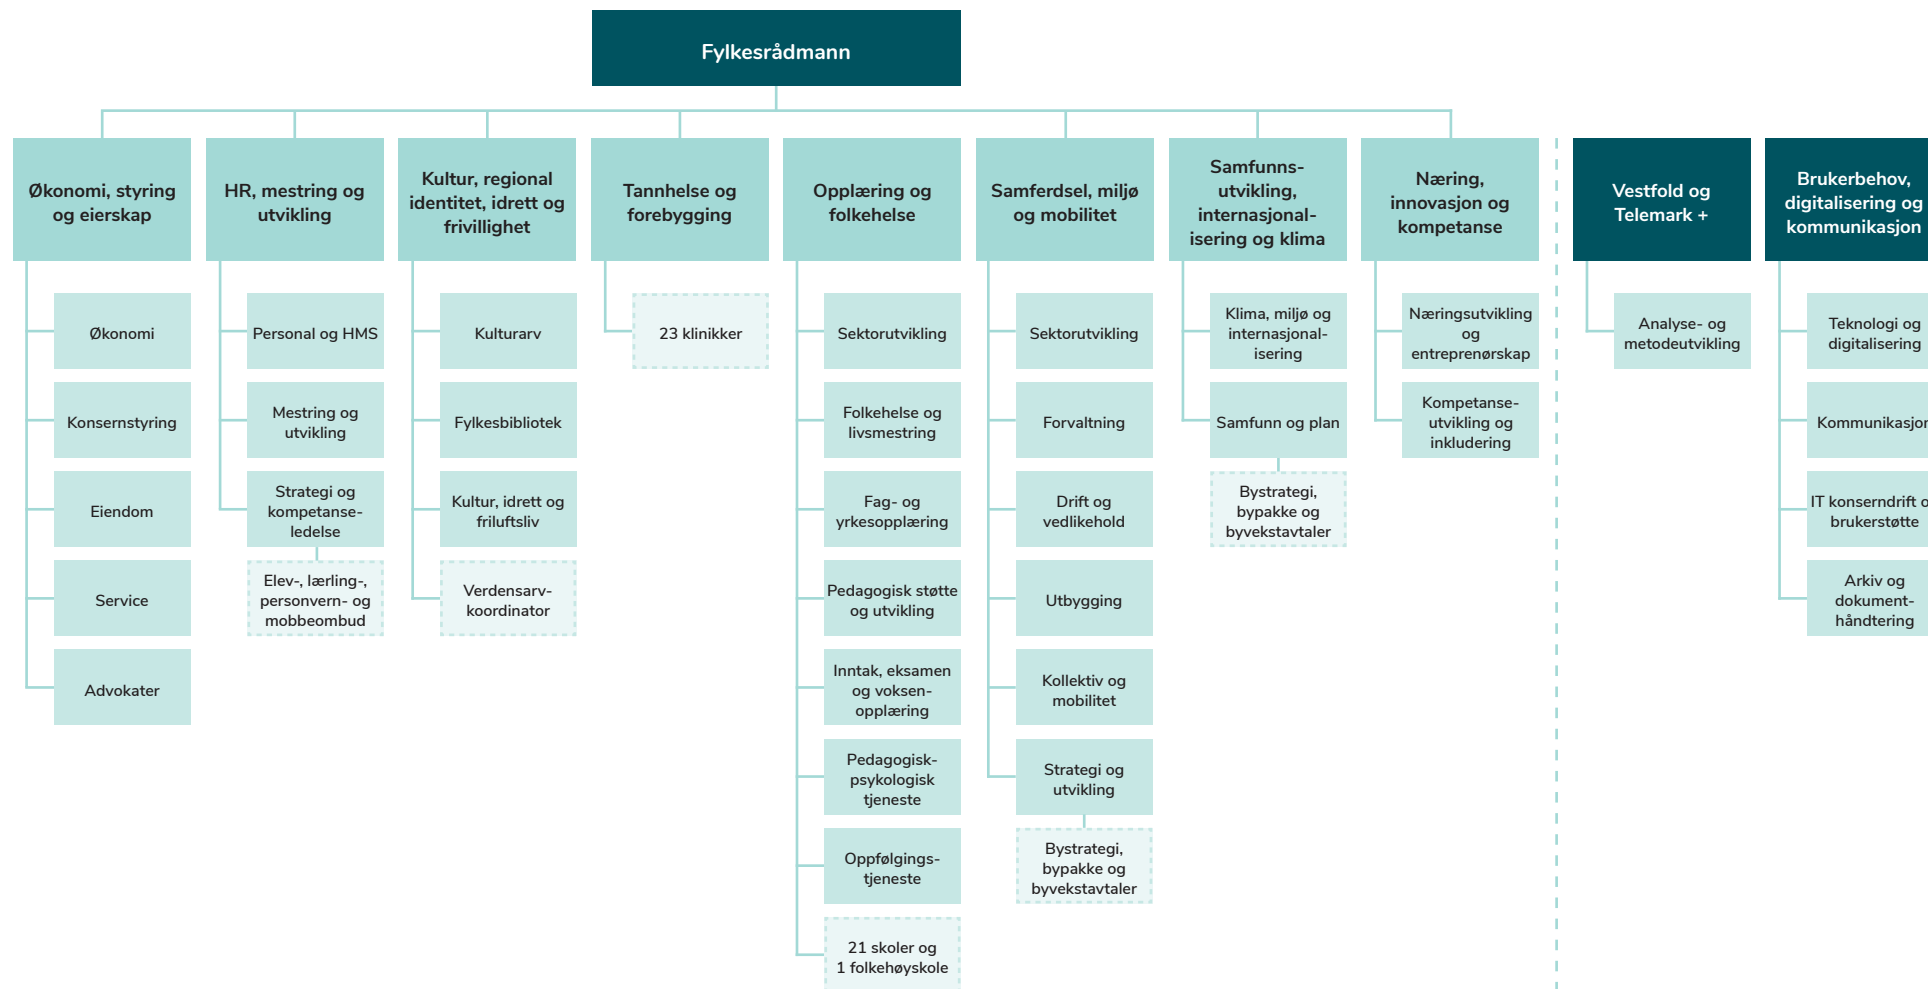 Fylkesrådmann
Økonomi, styring
og eierskap
Økonomi
Konsernstyring
Eiendom
Service
Advokater
HR, mestring og
utvikling
Personal og HMS
Mestring og
utvikling
Strategi og
kompetanse-
ledelse
Elev-, lærling-,
personvern- og
mobbeombud
Kultur, regional
identitet, idrett og
frivillighet
Kulturarv
Fylkesbibliotek
Kultur, idrett og
friluftsliv
Verdensarv-
koordinator
Tannhelse og
forebygging
23 klinikker
Opplæring og
folkehelse
Sektorutvikling
Folkehelse og
livsmestring
Fag- og
yrkesopplæring
Pedagogisk støtte
og utvikling
Inntak, eksamen
og voksen-
opplæring
Pedagogisk-
psykologisk
tjeneste
Oppfølgings-
tjeneste
21 skoler og
1 folkehøyskole
Samferdsel, miljø
og mobilitet
Sektorutvikling
Forvaltning
Drift og
vedlikehold
Utbygging
Kollektiv og
mobilitet
Strategi og
utvikling
Bystrategi,
bypakke og
byvekstavtaler
Samfunns-
utvikling,
internasjonal-
isering og klima
Klima, miljø og
internasjonal-
isering
Samfunn og plan
Bystrategi,
bypakke og
byvekstavtaler
Næring,
innovasjon og
kompetanse
Næringsutvikling
og
entreprenørskap
Kompetanse-
utvikling og
inkludering
Vestfold og
Telemark +
Analyse- og
metodeutvikling
Brukerbehov,
digitalisering og
kommunikasjon
Teknologi og
digitalisering
Kommunikasjon
IT konserndrift o
brukerstøtte
Arkiv og
dokument-
håndtering